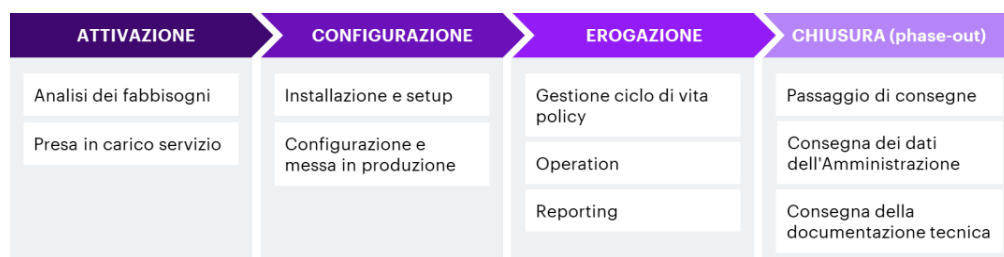 ATTIVAZIONE
Analisi dei fabbisogni
Presa in carico servizio
CONFIGURAZIONE
Installazione e setup
Configurazione e
messa in produzione
EROGAZIONE
Gestione ciclo di vita
policy
Operation
Reporting
CHIUSURA (phase-out)
Passaggio di consegne
Consegna dei dati
dell'Amministrazione
Consegna della
documentazione tecnica